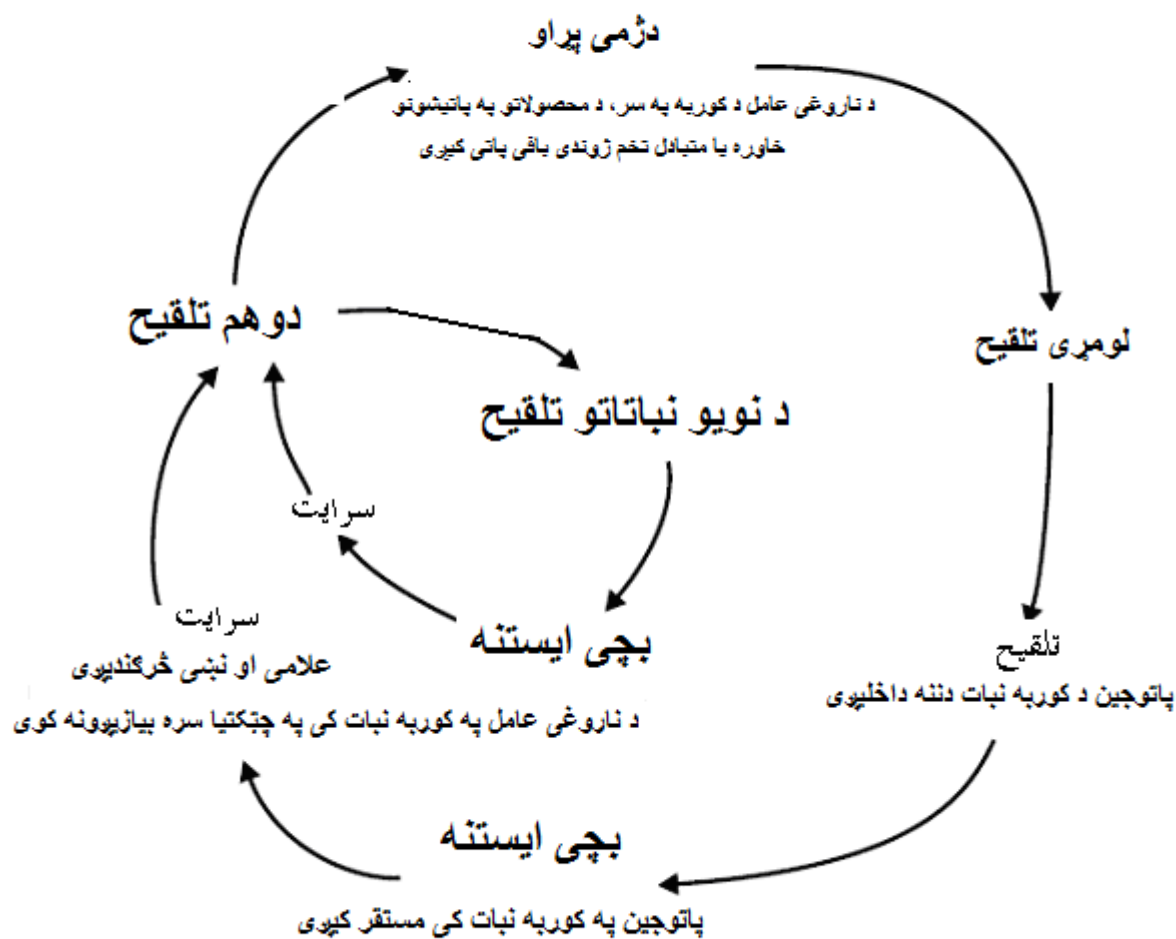 دژمی پړاو
د ناروغی عامل د کوربه په سر، د محصولاتو په پاتیشونو
خاوره یا متبادل تخم ژوندی باقی پاتی کیږی
لومړی تلقیح
تلقیح
پاتوجین د کوربه نبات دننه داخلیږی
بچی ایستنه
پاتوجین په کوربه نبات کی مستقر کیږی
سرایت
علامی او نښی څرګندیږی
د ناروغی عامل په کوربه نبات کی په چټکتیا سره بیازیږوونه کوی
دوهم تلقیح
د نویو نباتاتو تلقیح
بچی ایستنه
سرایت